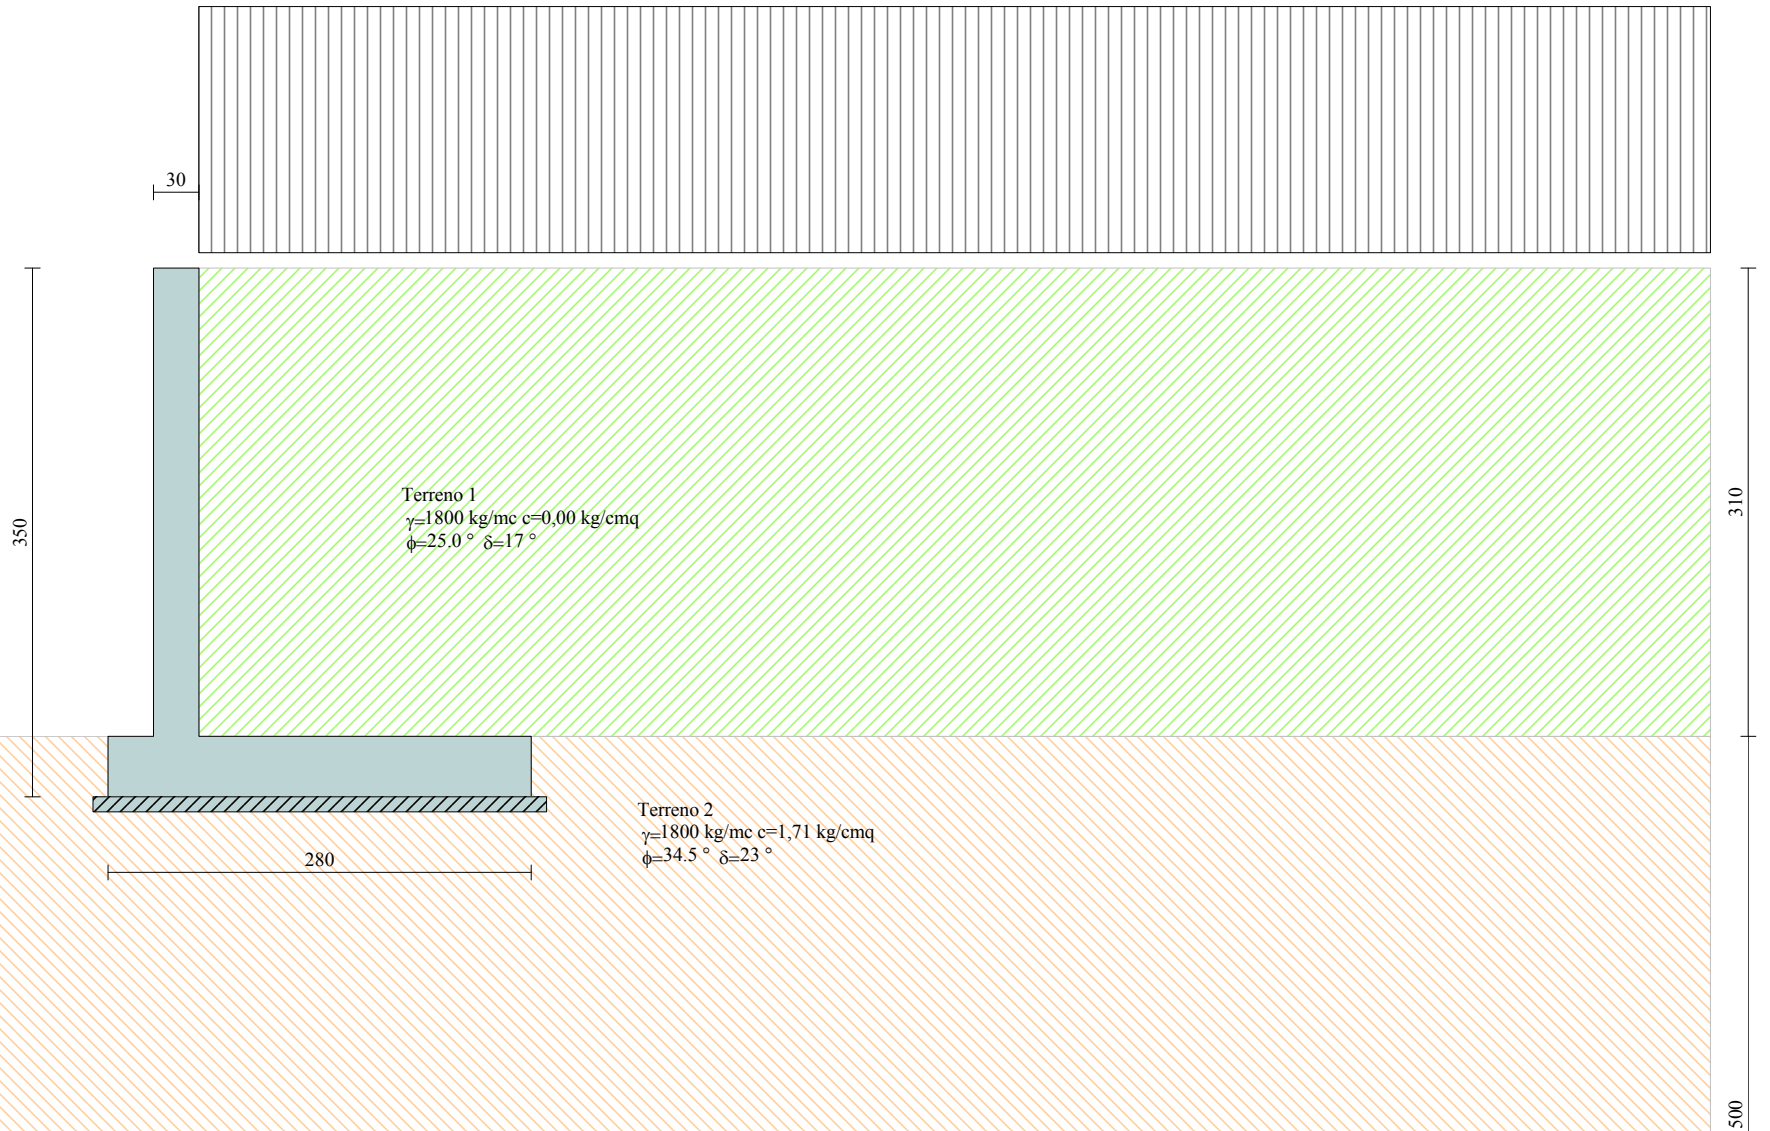 30
350
310
Terreno 1
γ=1800 kg/mc c=0,00 kg/cmq
ϕ=25.0 ° δ=17 °
Terreno 2
γ=1800 kg/mc c=1,71 kg/cmq
ϕ=34.5 ° δ=23 °
280
500